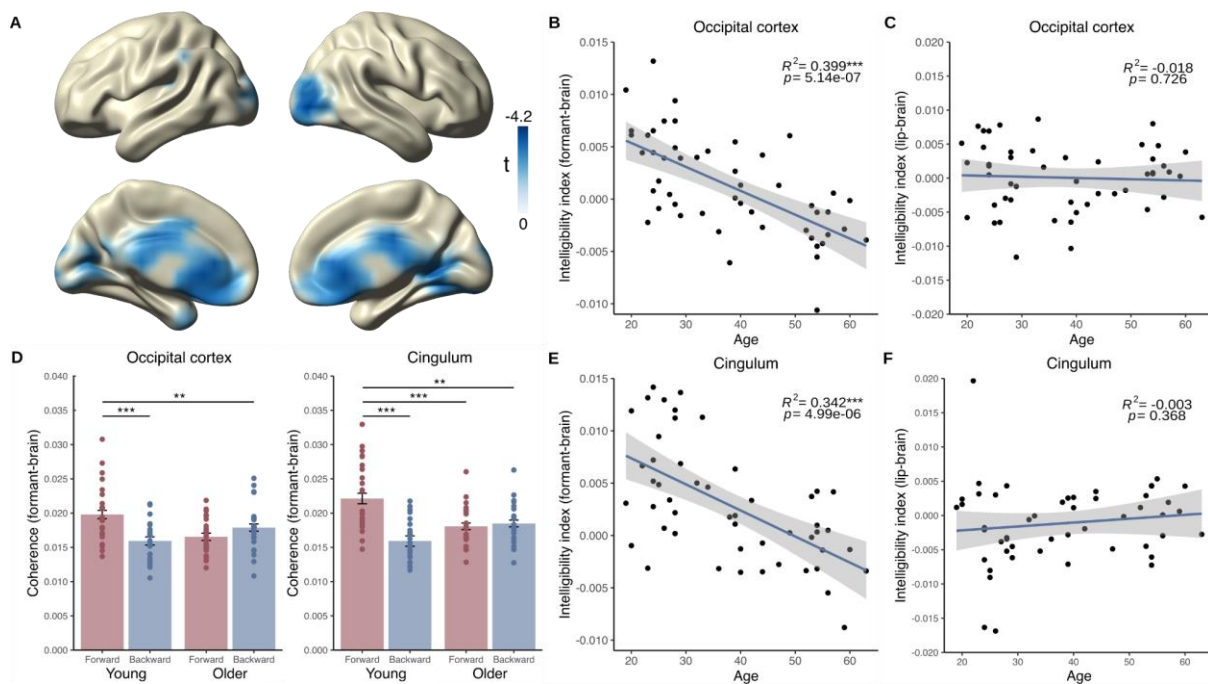 A
-4.2
t
0
B
Occipital cortex
Intelligibility index (formant-brain)
0.015
0.010
0.005
0.000
-0.005
-0.010
R²= 0.399***
p = 5.14e-07
20 30 40 50 60
Age
C
Occipital cortex
Intelligibility index (lip-brain)
0.020
0.015
0.010
0.005
0.000
-0.005
-0.010
-0.015
-0.020
R²= -0.018
p = 0.726
20 30 40 50 60
Age
D
Occipital cortex
Coherence (formant-brain)
0.040
0.035
0.030
0.025
0.020
0.015
0.010
0.005
0.000
**
***
Forward Backward Forward Backward
Young Older
Cingulum
0.040
0.035
0.030
0.025
0.020
0.015
0.010
0.005
0.000
**
***
***
Forward Backward Forward Backward
Young Older
E
Cingulum
Intelligibility index (formant-brain)
0.015
0.010
0.005
0.000
-0.005
-0.010
R²= 0.342***
p = 4.99e-06
20 30 40 50 60
Age
F
Cingulum
Intelligibility index (lip-brain)
0.020
0.015
0.010
0.005
0.000
-0.005
-0.010
-0.015
-0.020
R²= -0.003
p = 0.368
20 30 40 50 60
Age